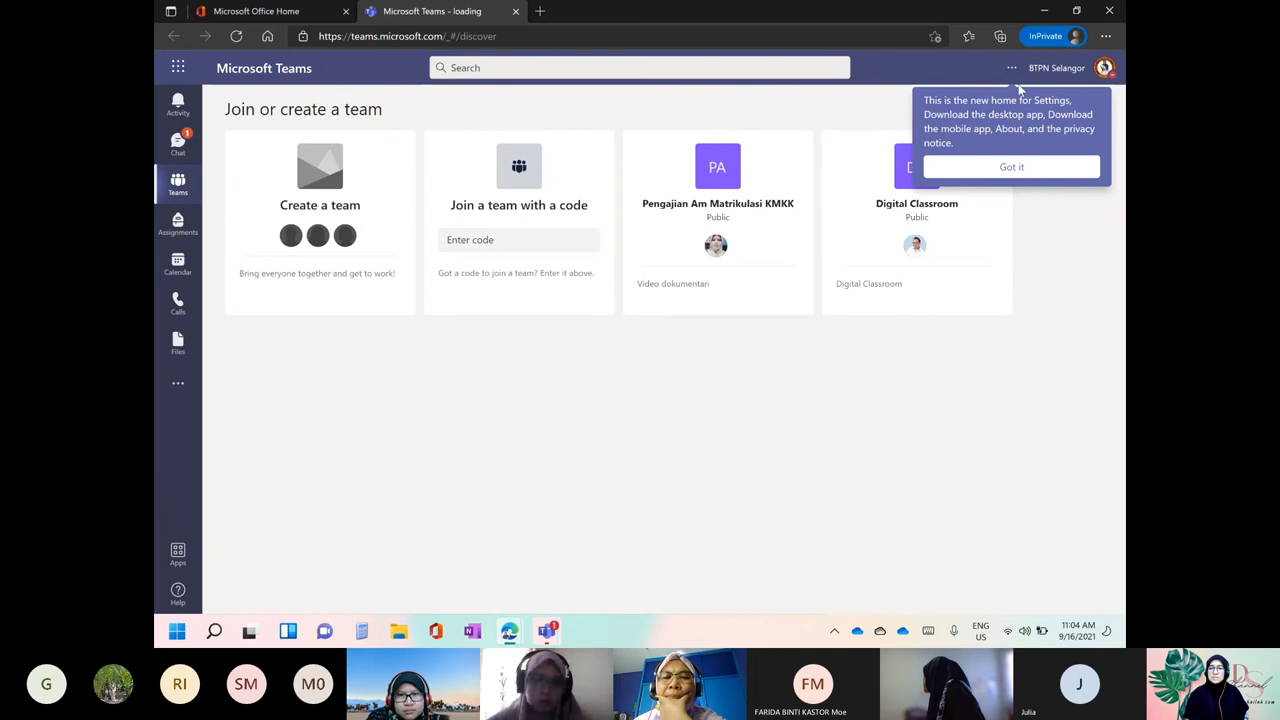 Microsoft Office Home
Microsoft Teams - loading
https://teams.microsoft.com/_#/discover
InPrivate
Microsoft Teams
Search
BTPN Selangor
This is the new home for Settings,
Download the desktop app, Download
the mobile app, About, and the privacy
notice.
Got it
Activity
Chat
1
Teams
Assignments
Calendar
Calls
Files
Apps
Help
Join or create a team
Create a team
Bring everyone together and get to work!
Join a team with a code
Enter code
Got a code to join a team? Enter it above.
PA
Pengajian Am Matrikulasi KMKK
Public
Video dokumentari
D
Digital Classroom
Public
Digital Classroom
1
ENG
US
11:04 AM
9/16/2021
G
RI
SM
M0
FM
FARIDA BINTI KASTOR Moe
J
Julia